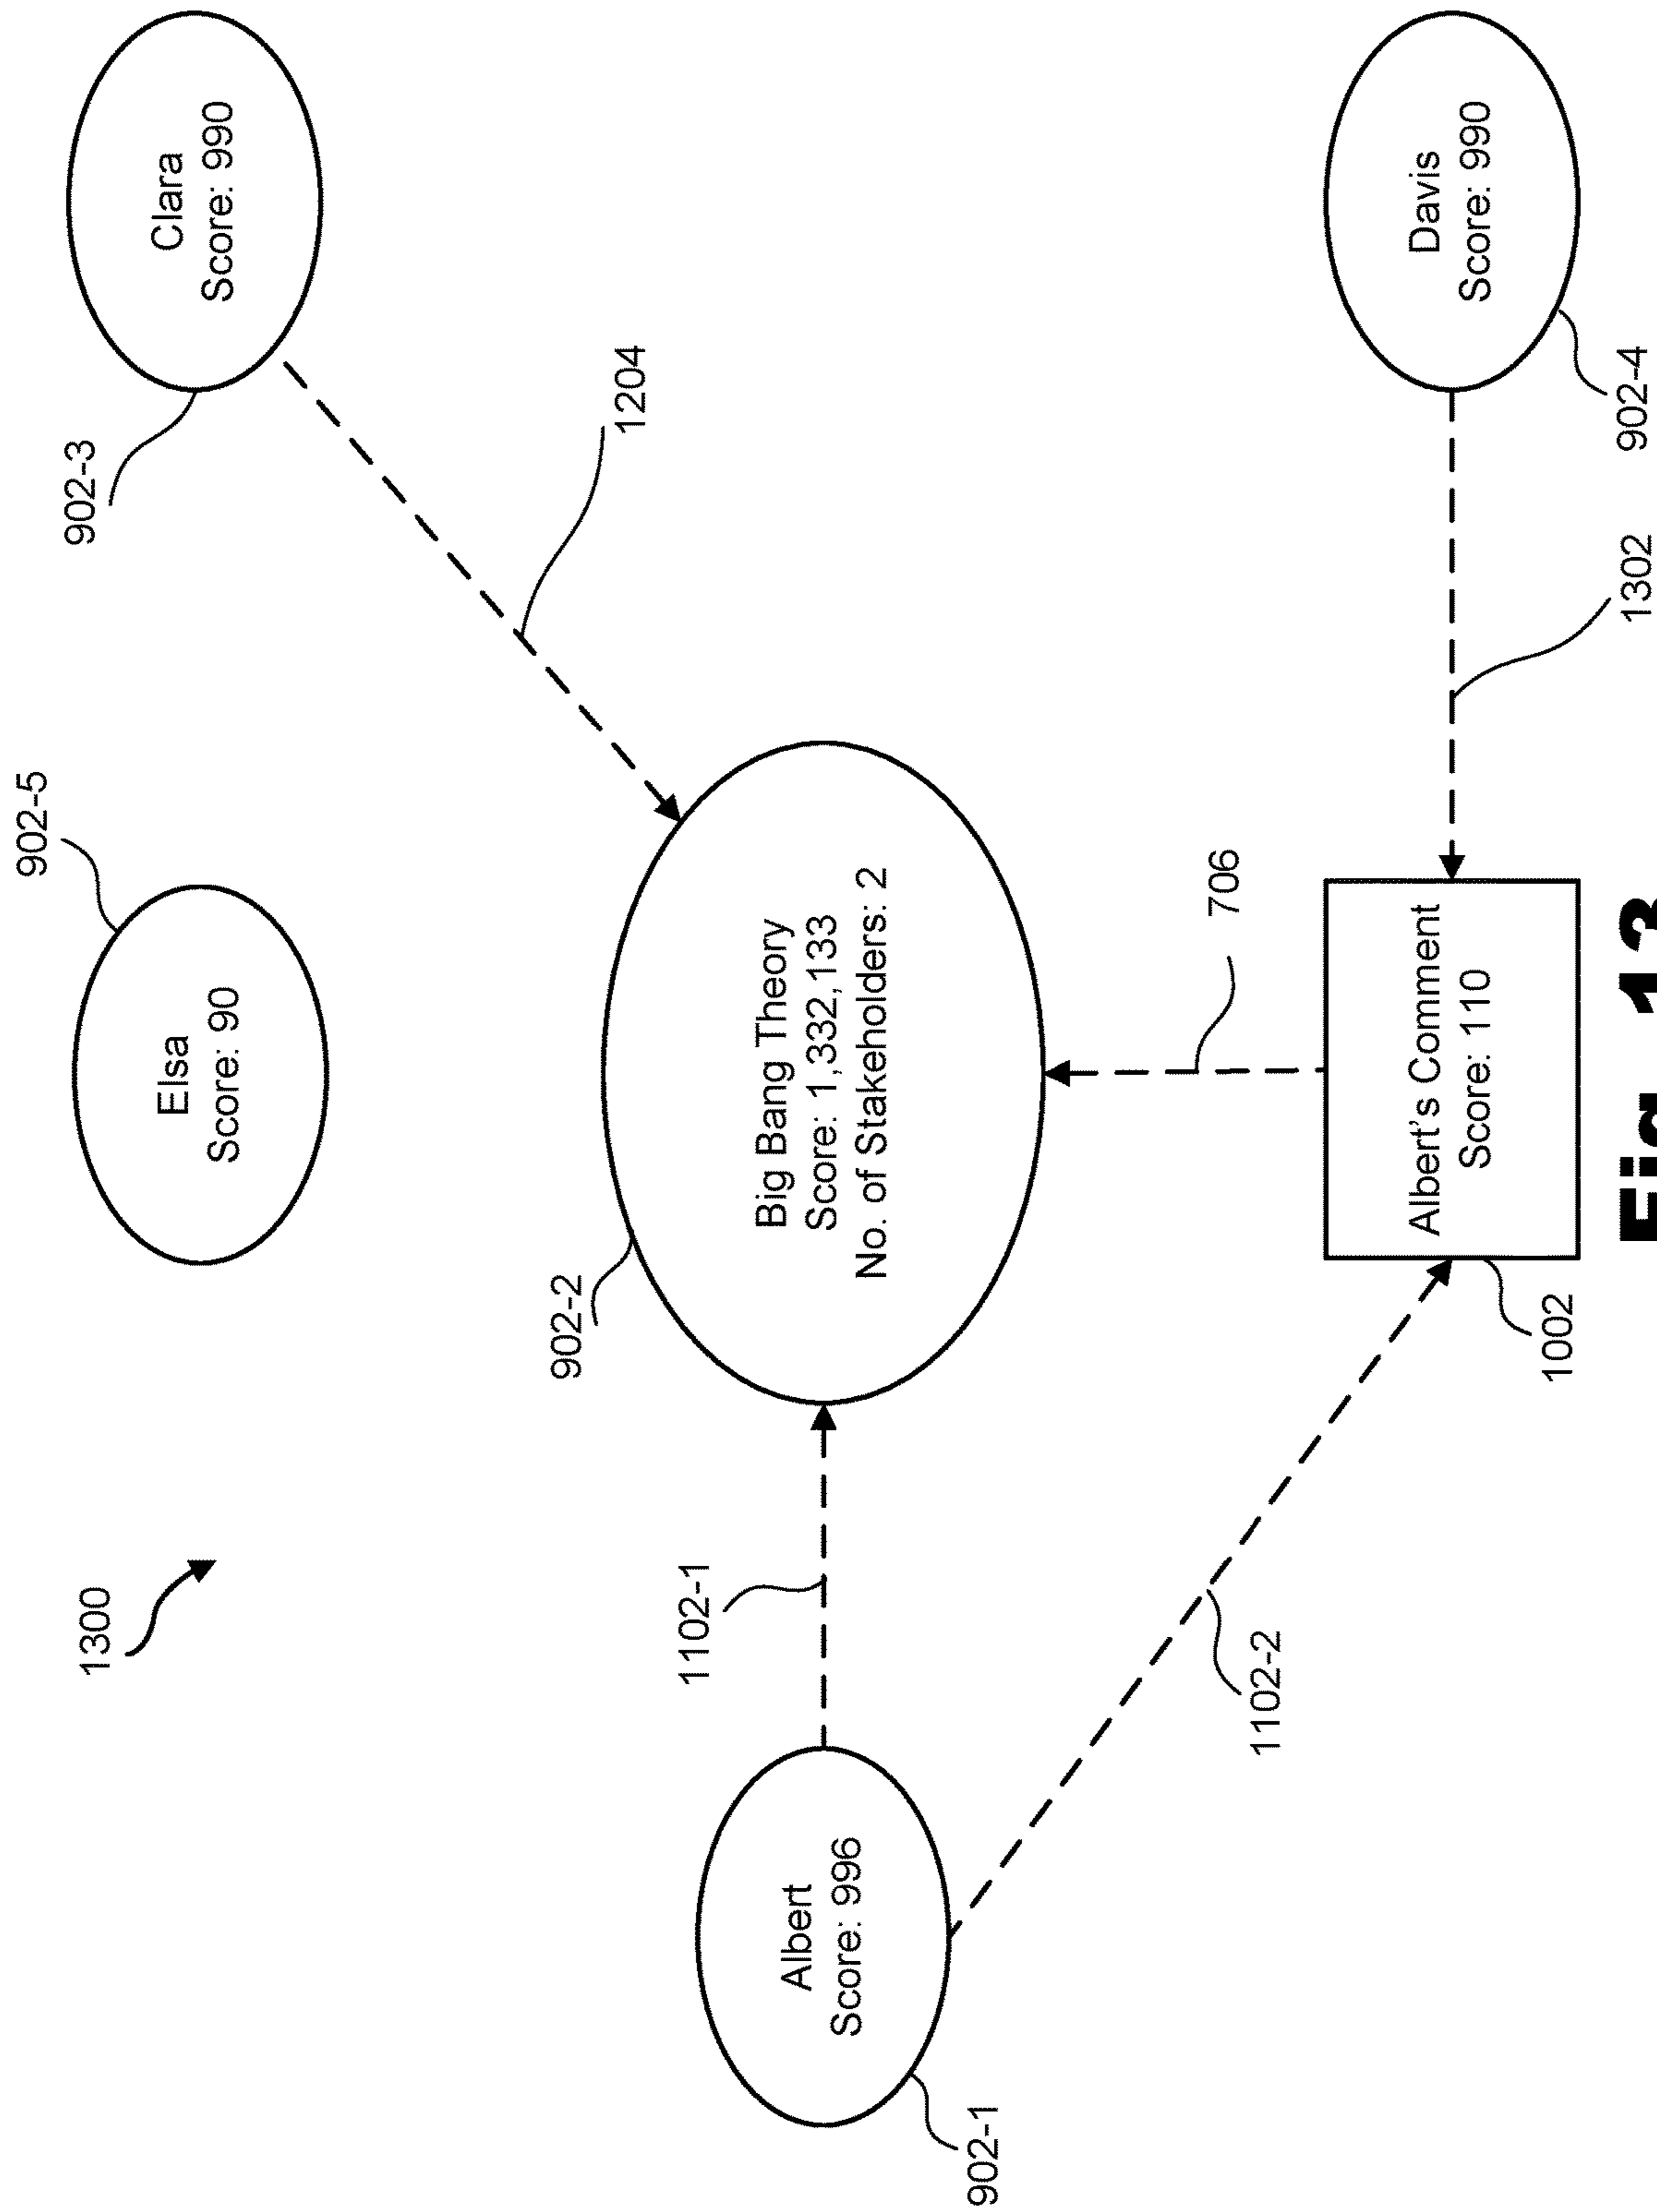 1300
902-5
Elsa
Score: 90
902-3
Clara
Score: 990
902-2
1204
1102-1
Albert
Score: 996
902-1
Big Bang Theory
Score: 1,332,133
No. of Stakeholders: 2
706
1102-2
1002
Albert's Comment
Score: 110
1302
Davis
Score: 990
902-4
Fig. 13